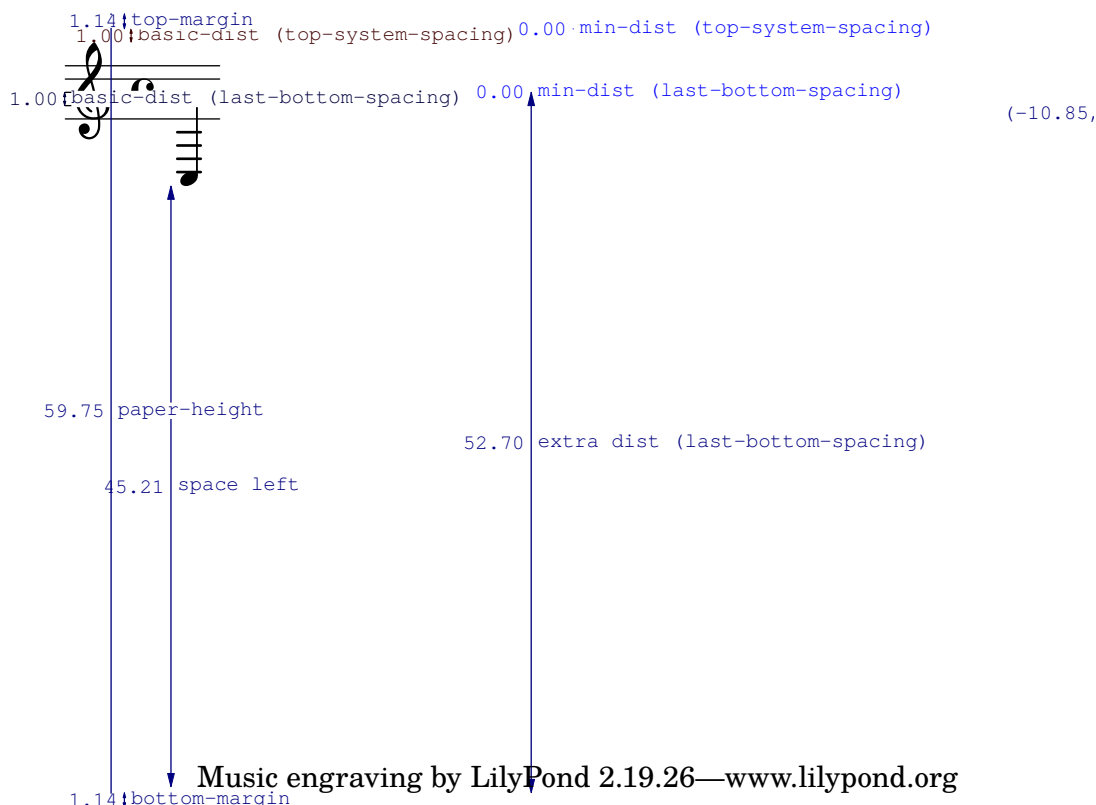 1.14 top-margin
1.00 basic-dist (top-system-spacing) 0.00 min-dist (top-system-spacing)
1.00 basic-dist (last-bottom-spacing) 0.00 min-dist (last-bottom-spacing)
(-10.85,
59.75 paper-height
52.70 extra dist (last-bottom-spacing)
45.21 space left
Music engraving by LilyPond 2.19.26—www.lilypond.org
1.14 bottom-margin